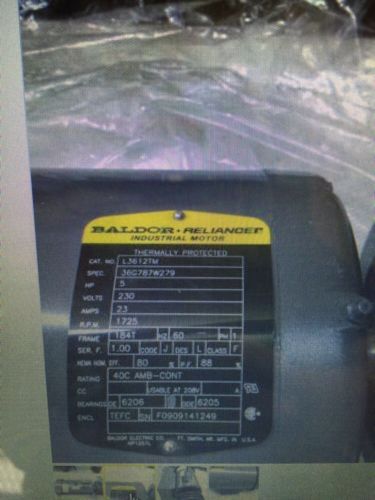 BALDOR • RELIANCER
INDUSTRIAL MOTOR
THERMALLY PROTECTED
CAT. NO. L3612TM
SPEC. 36G787W279
HP 5
VOLTS 230
AMPS 23
R.P.M. 1725
FRAME 184T HZ 60 PH 1
SER. F. 1.00 CODE J DES L CLASS F
NEMA NOM. EFF. 80 % P.F. 88 %
RATING 40C AMB-CONT
CC USABLE AT 208V A
BEARINGS DE 6206 ODE 6205
ENCL TEFC SN F0909141249
BALDOR ELECTRIC CO. FT. SMITH, AR. MFG. IN U.S.A.